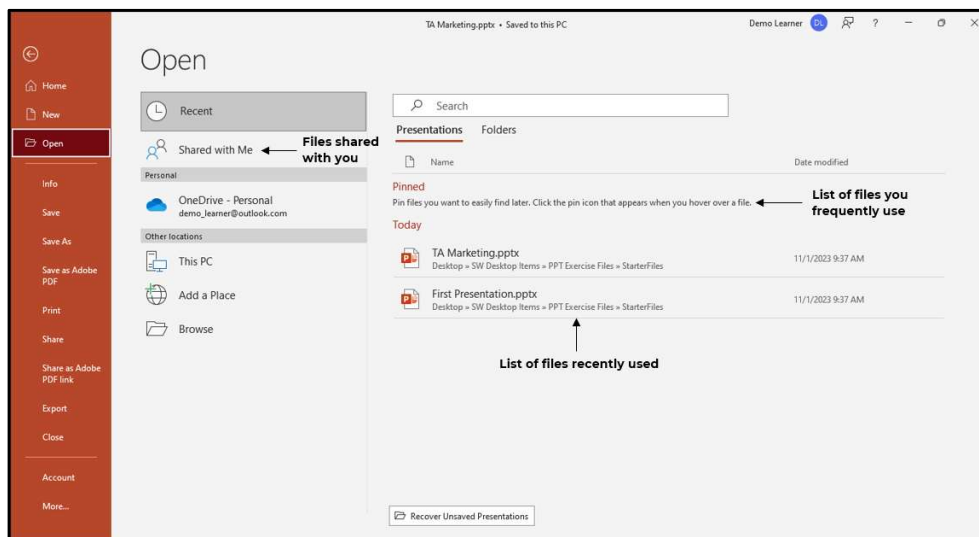 TA Marketing.pptx • Saved to this PC
Demo Learner
DL
?
Home
New
Open
Info
Save
Save As
Save as Adobe
PDF
Print
Share
Share as Adobe
PDF link
Export
Close
Account
More...
Open
Recent
Shared with Me
Files shared
with you
Personal
OneDrive - Personal
demo_learner@outlook.com
Other locations
This PC
Add a Place
Browse
Search
Presentations Folders
Name Date modified
Pinned
Pin files you want to easily find later. Click the pin icon that appears when you hover over a file.
List of files you
frequently use
Today
TA Marketing.pptx
Desktop » SW Desktop Items » PPT Exercise Files » StarterFiles
11/1/2023 9:37 AM
First Presentation.pptx
Desktop » SW Desktop Items » PPT Exercise Files » StarterFiles
11/1/2023 9:37 AM
List of files recently used
Recover Unsaved Presentations